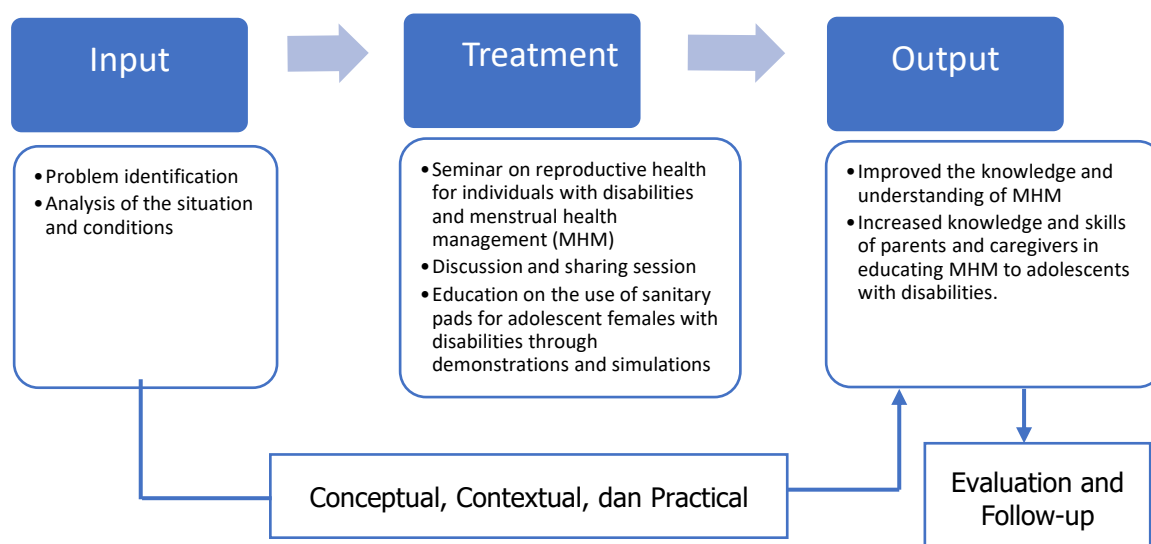 Input
Treatment
Output
•Problem identification
•Analysis of the situation
and conditions
•Seminar on reproductive health
for individuals with disabilities
and menstrual health
management (MHM)
•Discussion and sharing session
•Education on the use of sanitary
pads for adolescent females with
disabilities through
demonstrations and simulations
•Improved the knowledge and
understanding of MHM
•Increased knowledge and skills
of parents and caregivers in
educating MHM to adolescents
with disabilities.
Conceptual, Contextual, dan Practical
Evaluation and
Follow-up